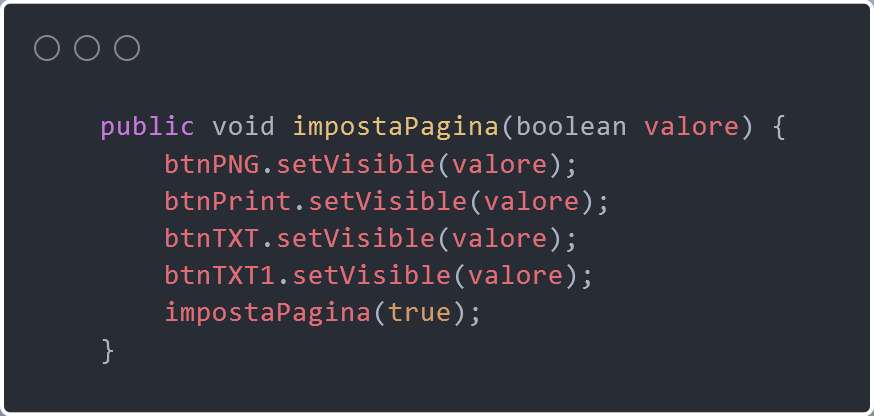 public void impostaPagina(boolean valore) {
    btnPNG.setVisible(valore);
    btnPrint.setVisible(valore);
    btnTXT.setVisible(valore);
    btnTXT1.setVisible(valore);
    impostaPagina(true);
}